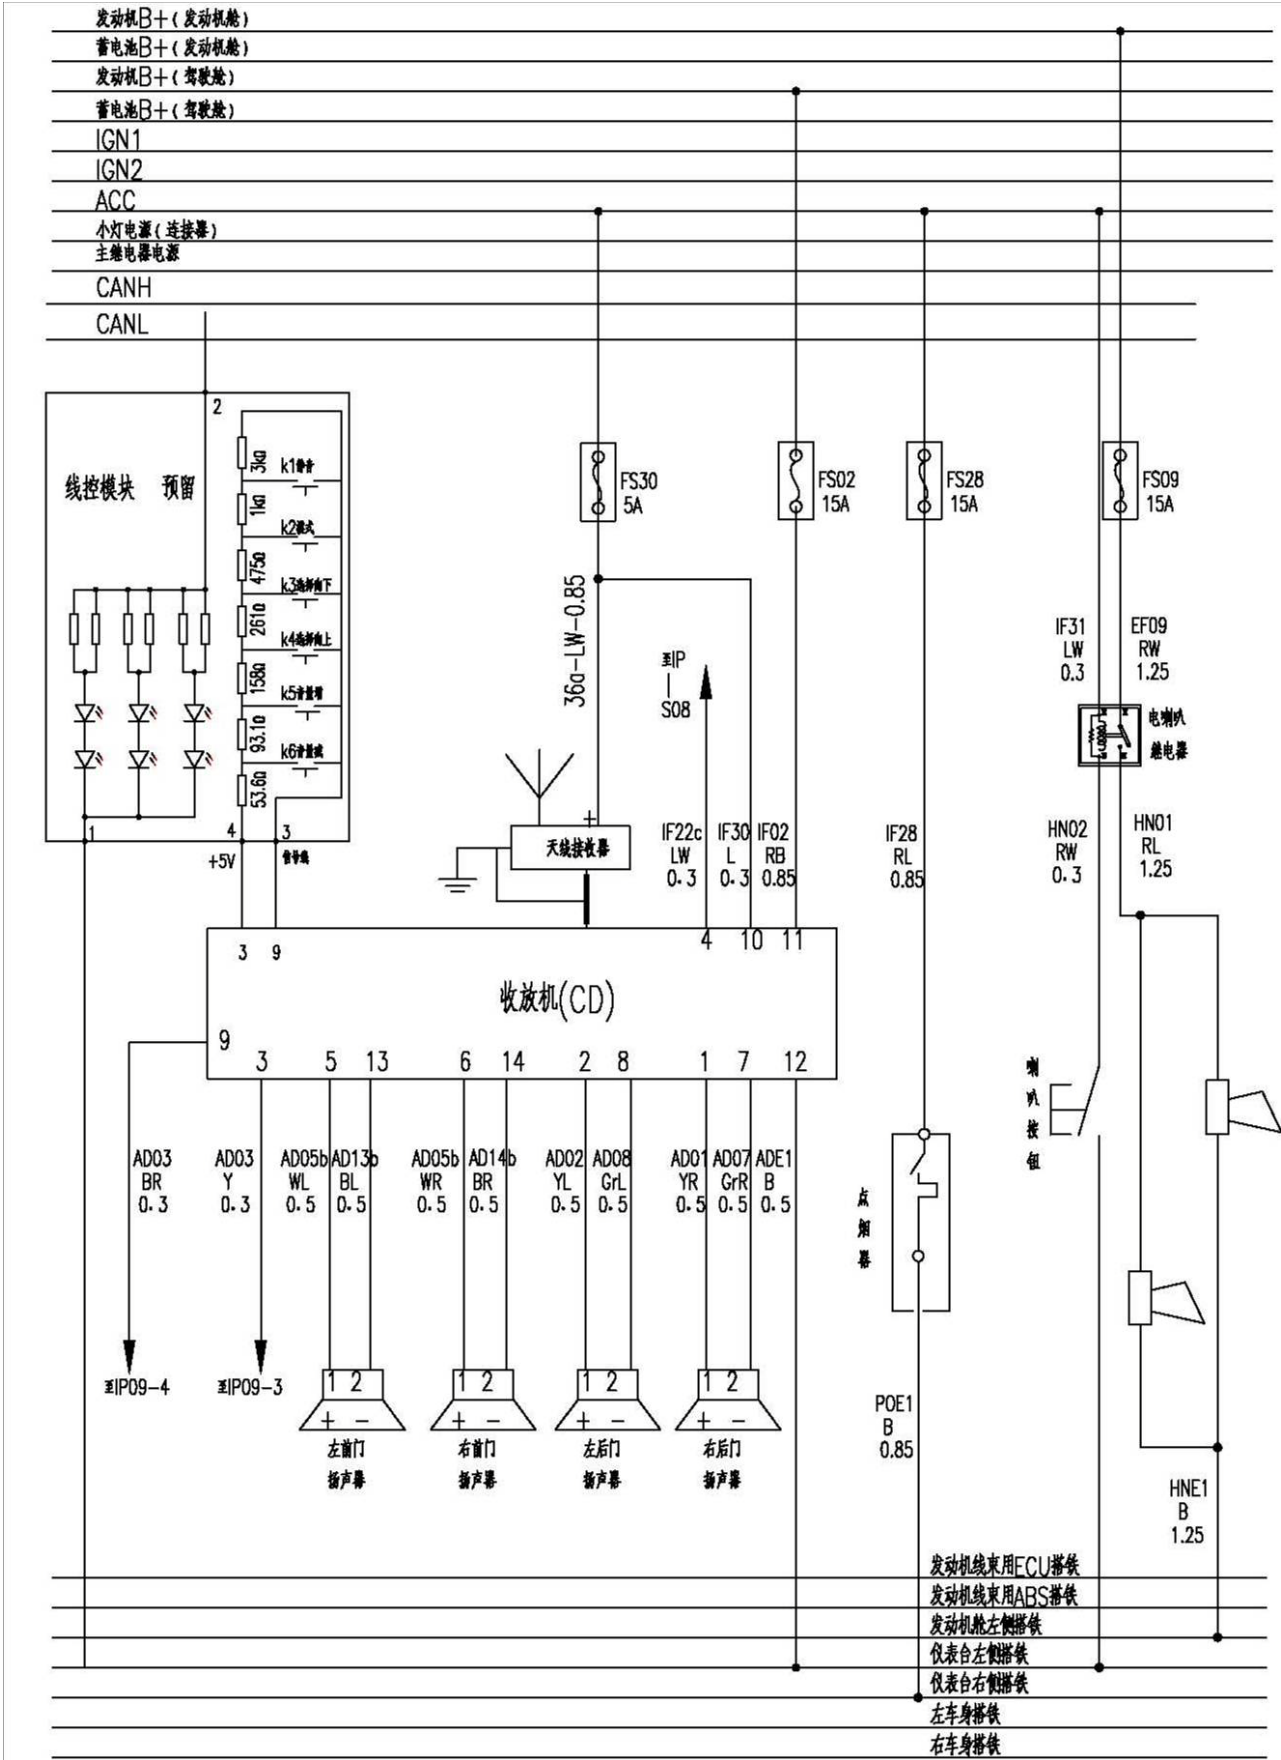 发动机B+(发动机舱)
蓄电池B+(发动机舱)
发动机B+(驾驶舱)
蓄电池B+(驾驶舱)
IGN1
IGN2
ACC
小灯电源(连接器)
主继电器电源
CANH
CANL
2
线控模块 预留
3kΩ
k1静音
1kΩ
k2模式
475Ω
k3选择向下
261Ω
k4选择向上
158Ω
k5音量增
93.1Ω
k6音量减
53.6Ω
1
4
3
+5V
信号线
FS30
5A
FS02
15A
FS28
15A
FS09
15A
36a-LW-0.85
至IP
S08
IF31
LW
0.3
EF09
RW
1.25
电喇叭
继电器
+
天线接收器
IF22c
LW
0.3
IF30
L
0.3
IF02
RB
0.85
IF28
RL
0.85
HN02
RW
0.3
HN01
RL
1.25
3 9
4 10 11
收放机(CD)
9
3 5 13 6 14 2 8 1 7 12
喇叭按钮
AD03
BR
0.3
AD03
Y
0.3
AD05b
WL
0.5
AD13b
BL
0.5
AD05b
WR
0.5
AD14b
BR
0.5
AD02
YL
0.5
AD08
GrL
0.5
AD01
YR
0.5
AD07
GrR
0.5
ADE1
B
0.5
点烟器
至IP09-4
至IP09-3
1 2
+ −
左前门
扬声器
1 2
+ −
右前门
扬声器
1 2
+ −
左后门
扬声器
1 2
+ −
右后门
扬声器
POE1
B
0.85
HNE1
B
1.25
发动机线束用ECU搭铁
发动机线束用ABS搭铁
发动机舱左侧搭铁
仪表台左侧搭铁
仪表台右侧搭铁
左车身搭铁
右车身搭铁